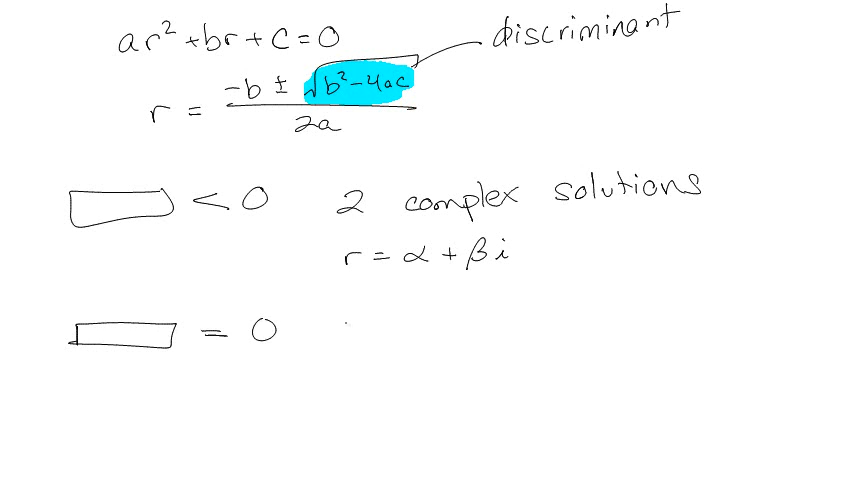 ar² + br + c = 0
discriminant
r = (-b ± √(b² - 4ac)) / 2a
< 0 2 complex solutions
r = α + βi
= 0